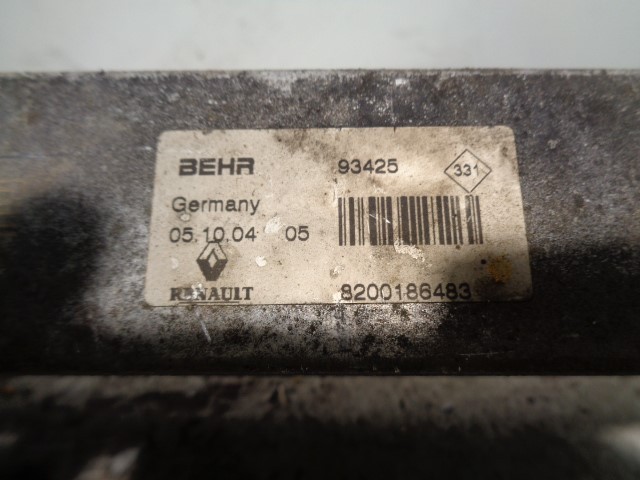 BEHR 93425 331
Germany
05.10.04 05
RENAULT 8200186483